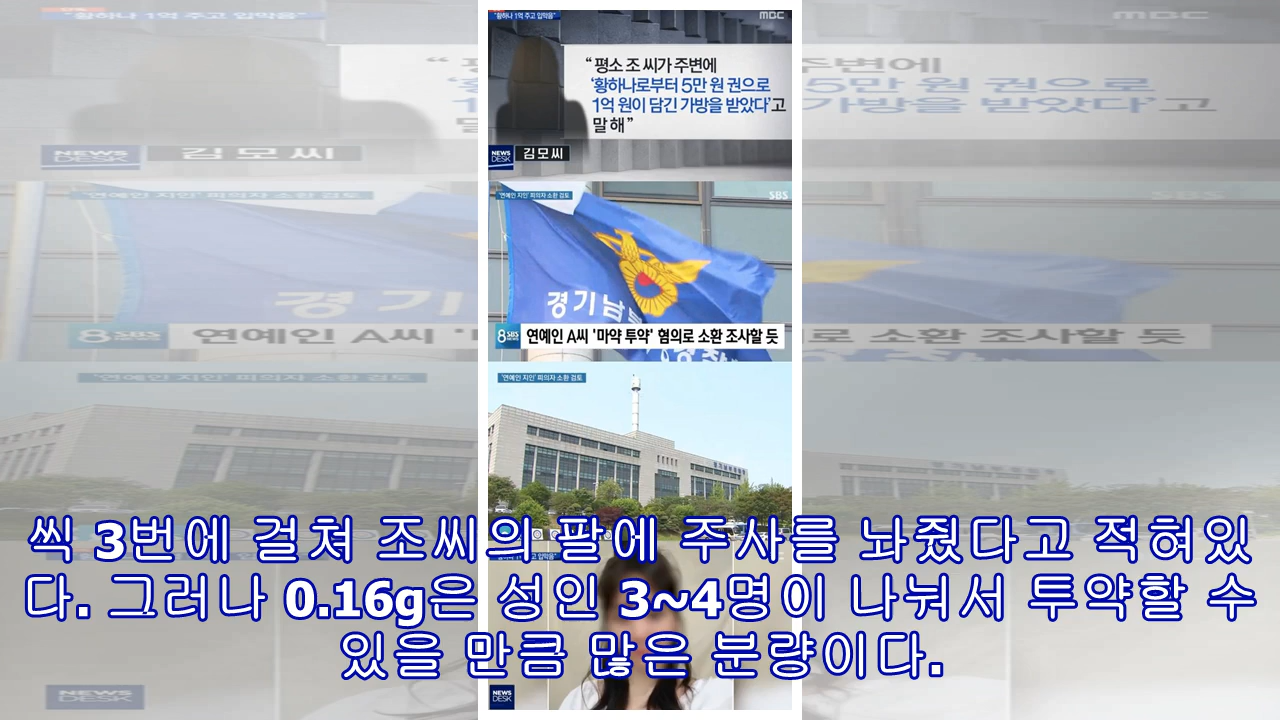 "황하나 1억 주고 입막음"
MBC
“ 평소 조 씨가 주변에
‘황하나로부터 5만 원 권으로
1억 원이 담긴 가방을 받았다’고
말 해 ”
NEWS DESK
김 모 씨
'연예인 지인' 피의자 소환 검토
SBS
경기남
8 SBS NEWS
연예인 A씨 '마약 투약' 혐의로 소환 조사할 듯
'연예인 지인' 피의자 소환 검토
씩 3번에 걸쳐 조씨의 팔에 주사를 놔줬다고 적혀있
다. 그러나 0.16g은 성인 3~4명이 나눠서 투약할 수
있을 만큼 많은 분량이다.
NEWS DESK